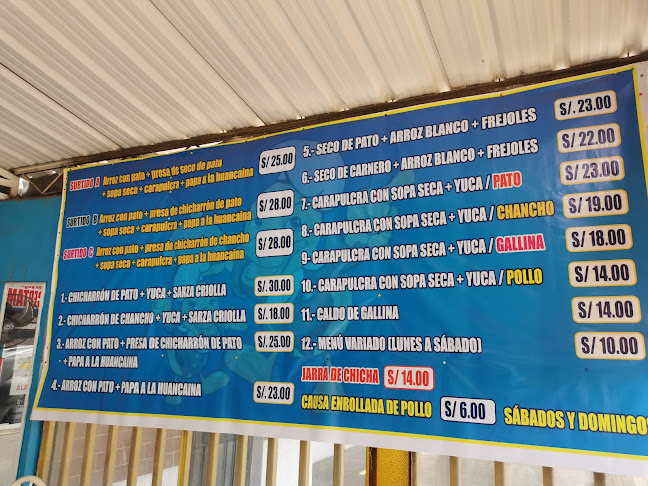 SURTIDO A Arroz con pato + presa de seco de pato
+ sopa seca + carapulcra + papa a la huancaina
S/ 25.00
SURTIDO B Arroz con pato + presa de chicharrón de pato
+ sopa seca + carapulcra + papa a la huancaina
S/ 28.00
SURTIDO C Arroz con pato + presa de chicharrón de chancho
+ sopa seca + carapulcra + papa a la huancaina
S/ 28.00
1.- CHICHARRÓN DE PATO + YUCA + SARZA CRIOLLA S/. 30.00
2.- CHICHARRÓN DE CHANCHO + YUCA + SARZA CRIOLLA S/. 18.00
3.- ARROZ CON PATO + PRESA DE CHICHARRÓN DE PATO
+ PAPA A LA HUANCAINA
S/ 25.00
4.- ARROZ CON PATO + PAPA A LA HUANCAINA S/. 23.00
5.- SECO DE PATO + ARROZ BLANCO + FREJOLES S/. 23.00
6.- SECO DE CARNERO + ARROZ BLANCO + FREJOLES S/ 22.00
7.- CARAPULCRA CON SOPA SECA + YUCA / PATO S/ 23.00
8.- CARAPULCRA CON SOPA SECA + YUCA / CHANCHO S/ 19.00
9.- CARAPULCRA CON SOPA SECA + YUCA / GALLINA S/ 18.00
10.- CARAPULCRA CON SOPA SECA + YUCA / POLLO S/ 14.00
11.- CALDO DE GALLINA S/ 14.00
12.- MENÚ VARIADO (LUNES A SÁBADO) S/ 10.00
JARRA DE CHICHA S/ 14.00
CAUSA ENROLLADA DE POLLO S/ 6.00 SÁBADOS Y DOMINGOS